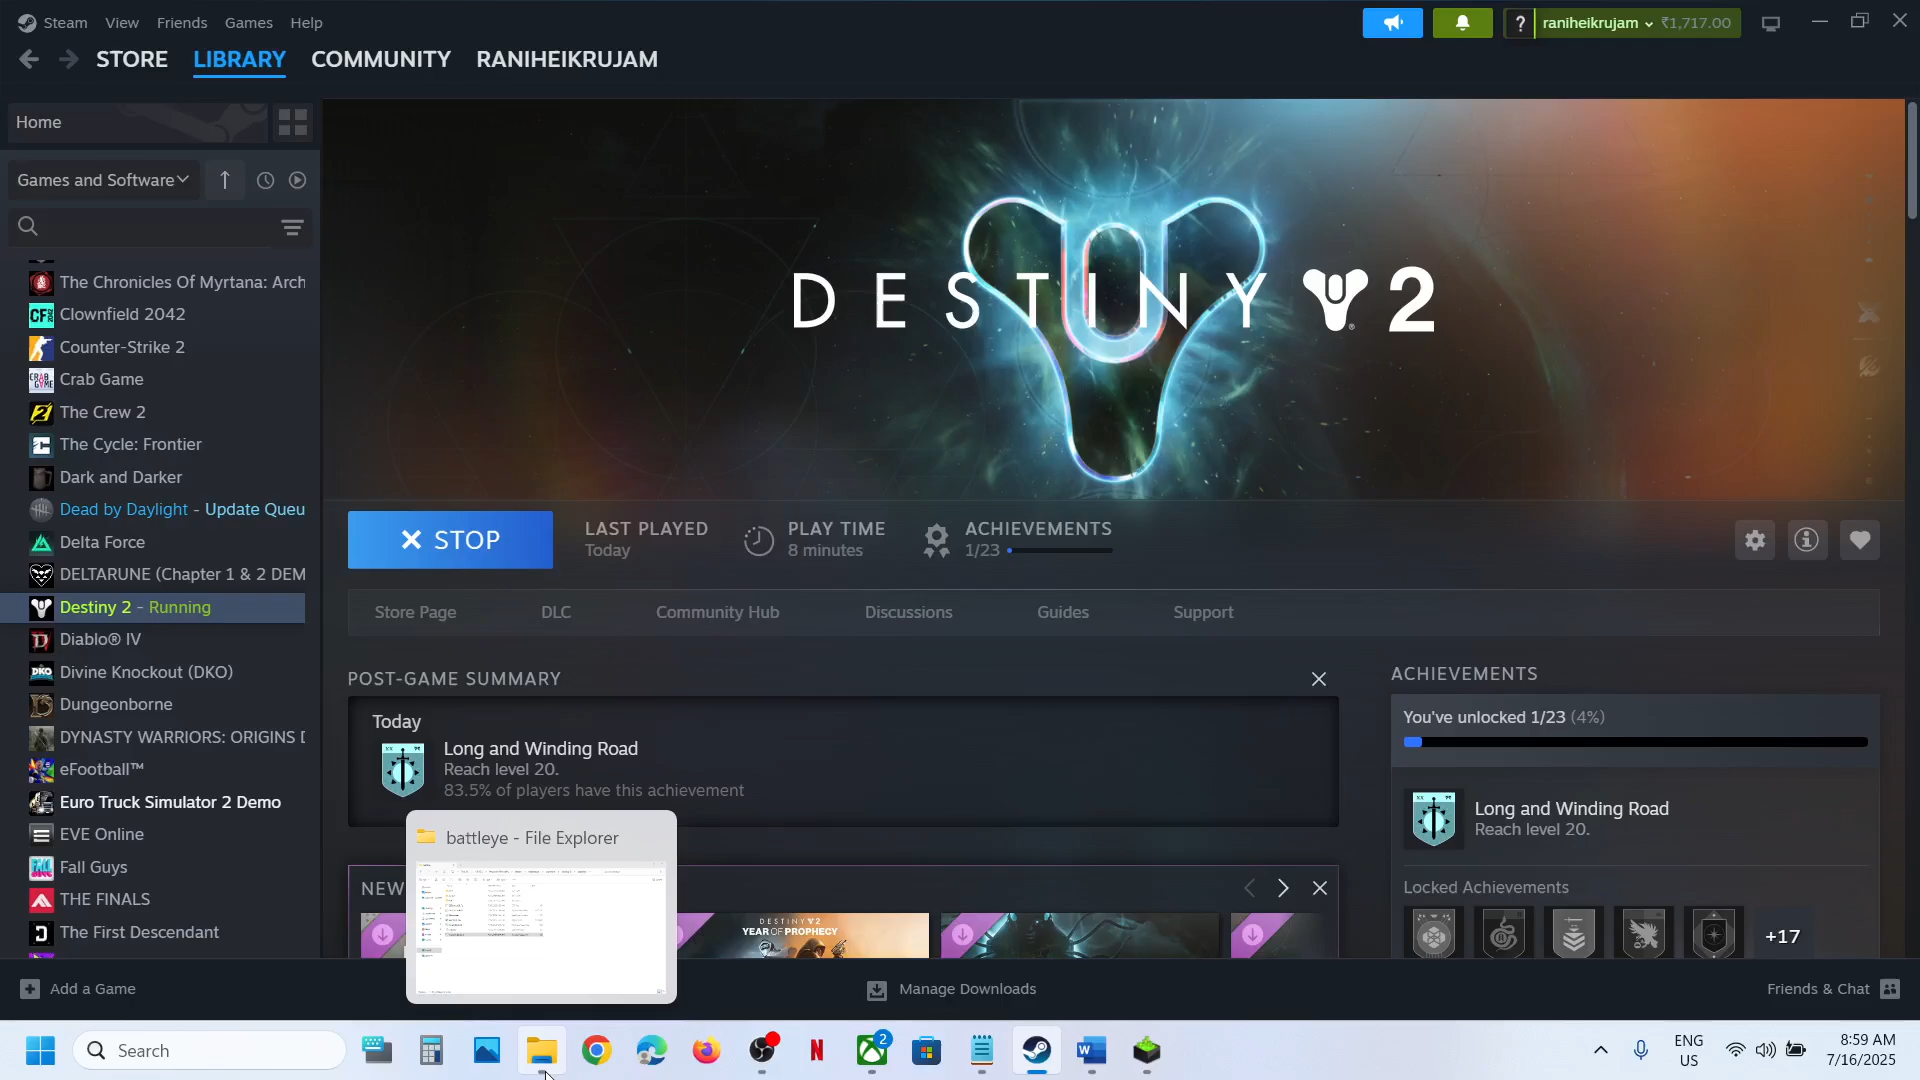 Steam View Friends Games Help
? raniheikrujam ₹1,717.00
STORE LIBRARY COMMUNITY RANIHEIKRUJAM
Home
Games and Software
The Chronicles Of Myrtana: Arch
Clownfield 2042
Counter-Strike 2
Crab Game
The Crew 2
The Cycle: Frontier
Dark and Darker
Dead by Daylight - Update Queu
Delta Force
DELTARUNE (Chapter 1 & 2 DEM
Destiny 2 - Running
Diablo® IV
Divine Knockout (DKO)
Dungeonborne
DYNASTY WARRIORS: ORIGINS D
eFootball™
Euro Truck Simulator 2 Demo
EVE Online
Fall Guys
THE FINALS
The First Descendant
DESTINY 2
STOP
LAST PLAYED
Today
PLAY TIME
8 minutes
ACHIEVEMENTS
1/23
Store Page DLC Community Hub Discussions Guides Support
POST-GAME SUMMARY
Today
Long and Winding Road
Reach level 20.
83.5% of players have this achievement
battleye - File Explorer
NEW
DESTINY 2
YEAR OF PROPHECY
ACHIEVEMENTS
You've unlocked 1/23 (4%)
Long and Winding Road
Reach level 20.
Locked Achievements
+17
Add a Game
Manage Downloads
Friends & Chat
Search
2
ENG
US
8:59 AM
7/16/2025